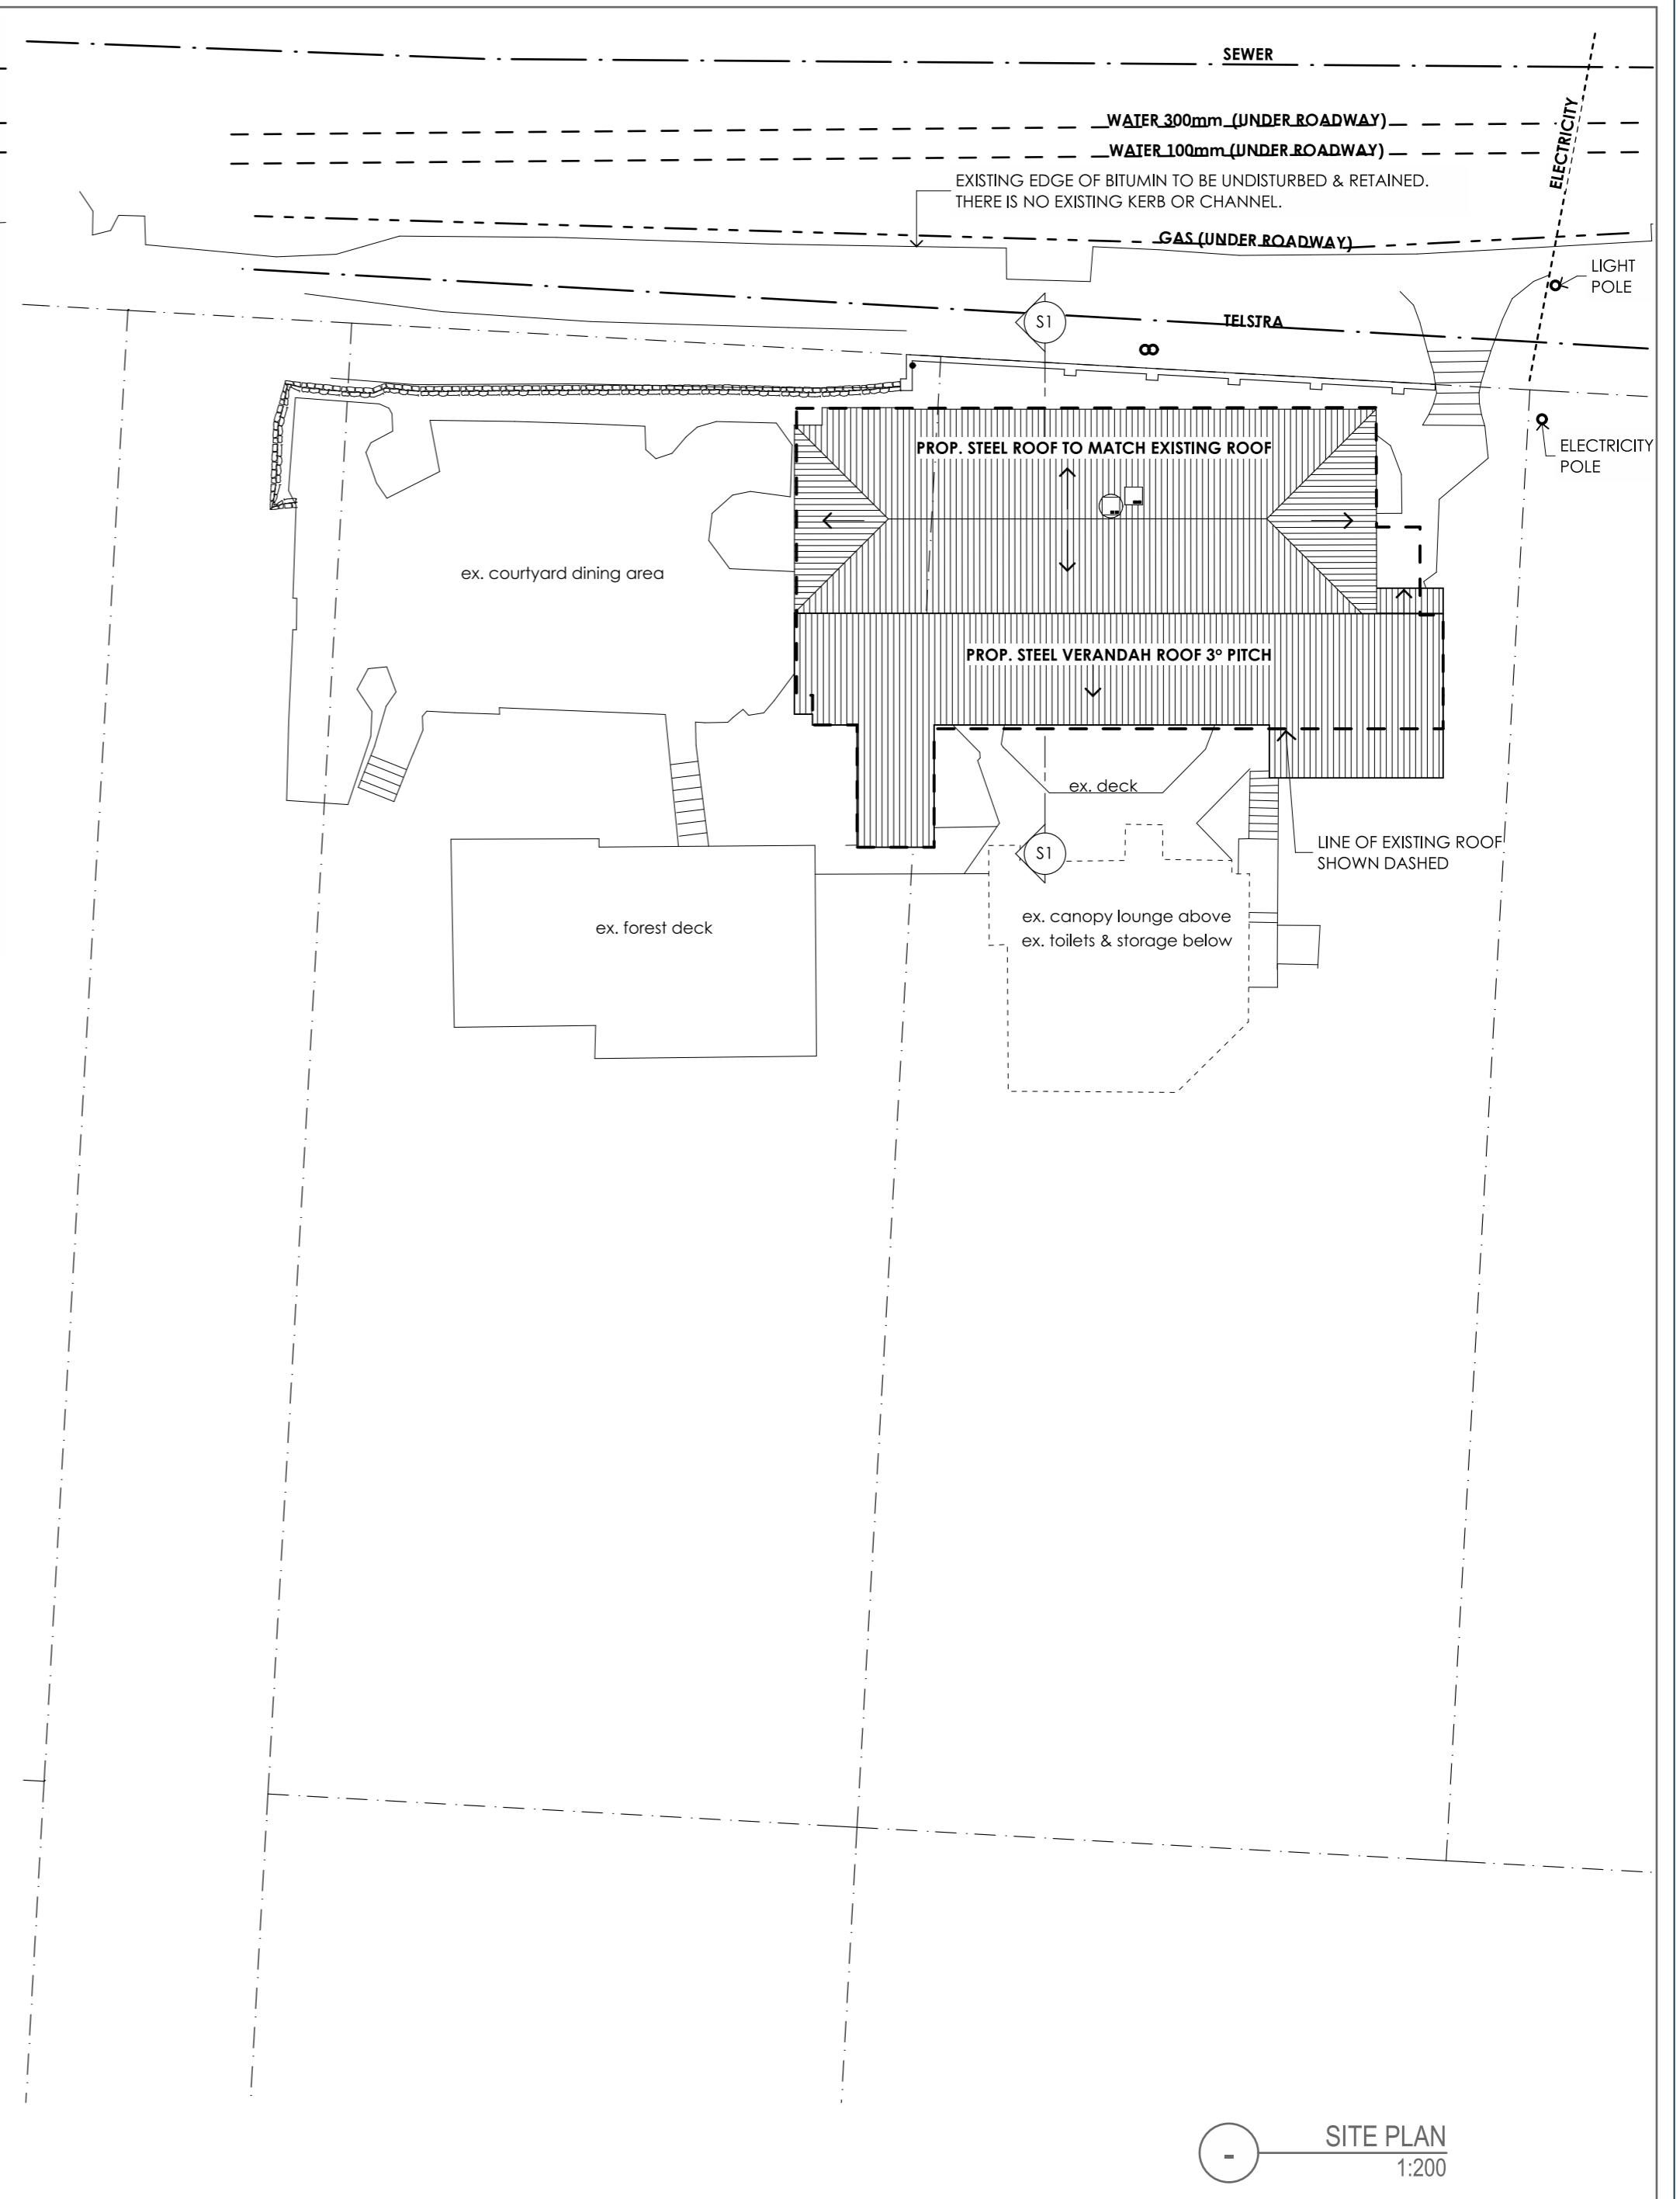 SEWER
ELECTRICITY
WATER 300mm (UNDER ROADWAY)
WATER 100mm (UNDER ROADWAY)
EXISTING EDGE OF BITUMIN TO BE UNDISTURBED & RETAINED.
THERE IS NO EXISTING KERB OR CHANNEL.
GAS (UNDER ROADWAY)
LIGHT
POLE
S1
TELSTRA
PROP. STEEL ROOF TO MATCH EXISTING ROOF
ELECTRICITY
POLE
ex. courtyard dining area
PROP. STEEL VERANDAH ROOF 3° PITCH
ex. deck
LINE OF EXISTING ROOF
SHOWN DASHED
S1
ex. forest deck
ex. canopy lounge above
ex. toilets & storage below
-
SITE PLAN
1:200